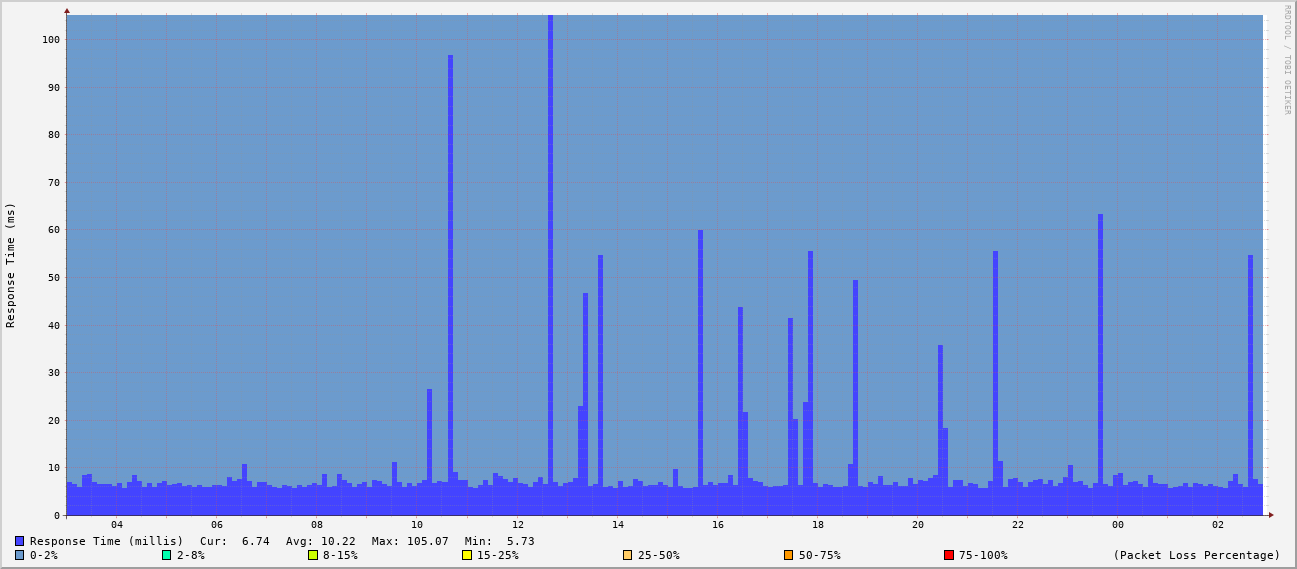 RRDTOOL / TOBI OETIKER
Response Time (ms)
100
90
80
70
60
50
40
30
20
10
0
04 06 08 10 12 14 16 18 20 22 00 02
Response Time (millis) Cur: 6.74 Avg: 10.22 Max: 105.07 Min: 5.73
0-2% 2-8% 8-15% 15-25% 25-50% 50-75% 75-100% (Packet Loss Percentage)